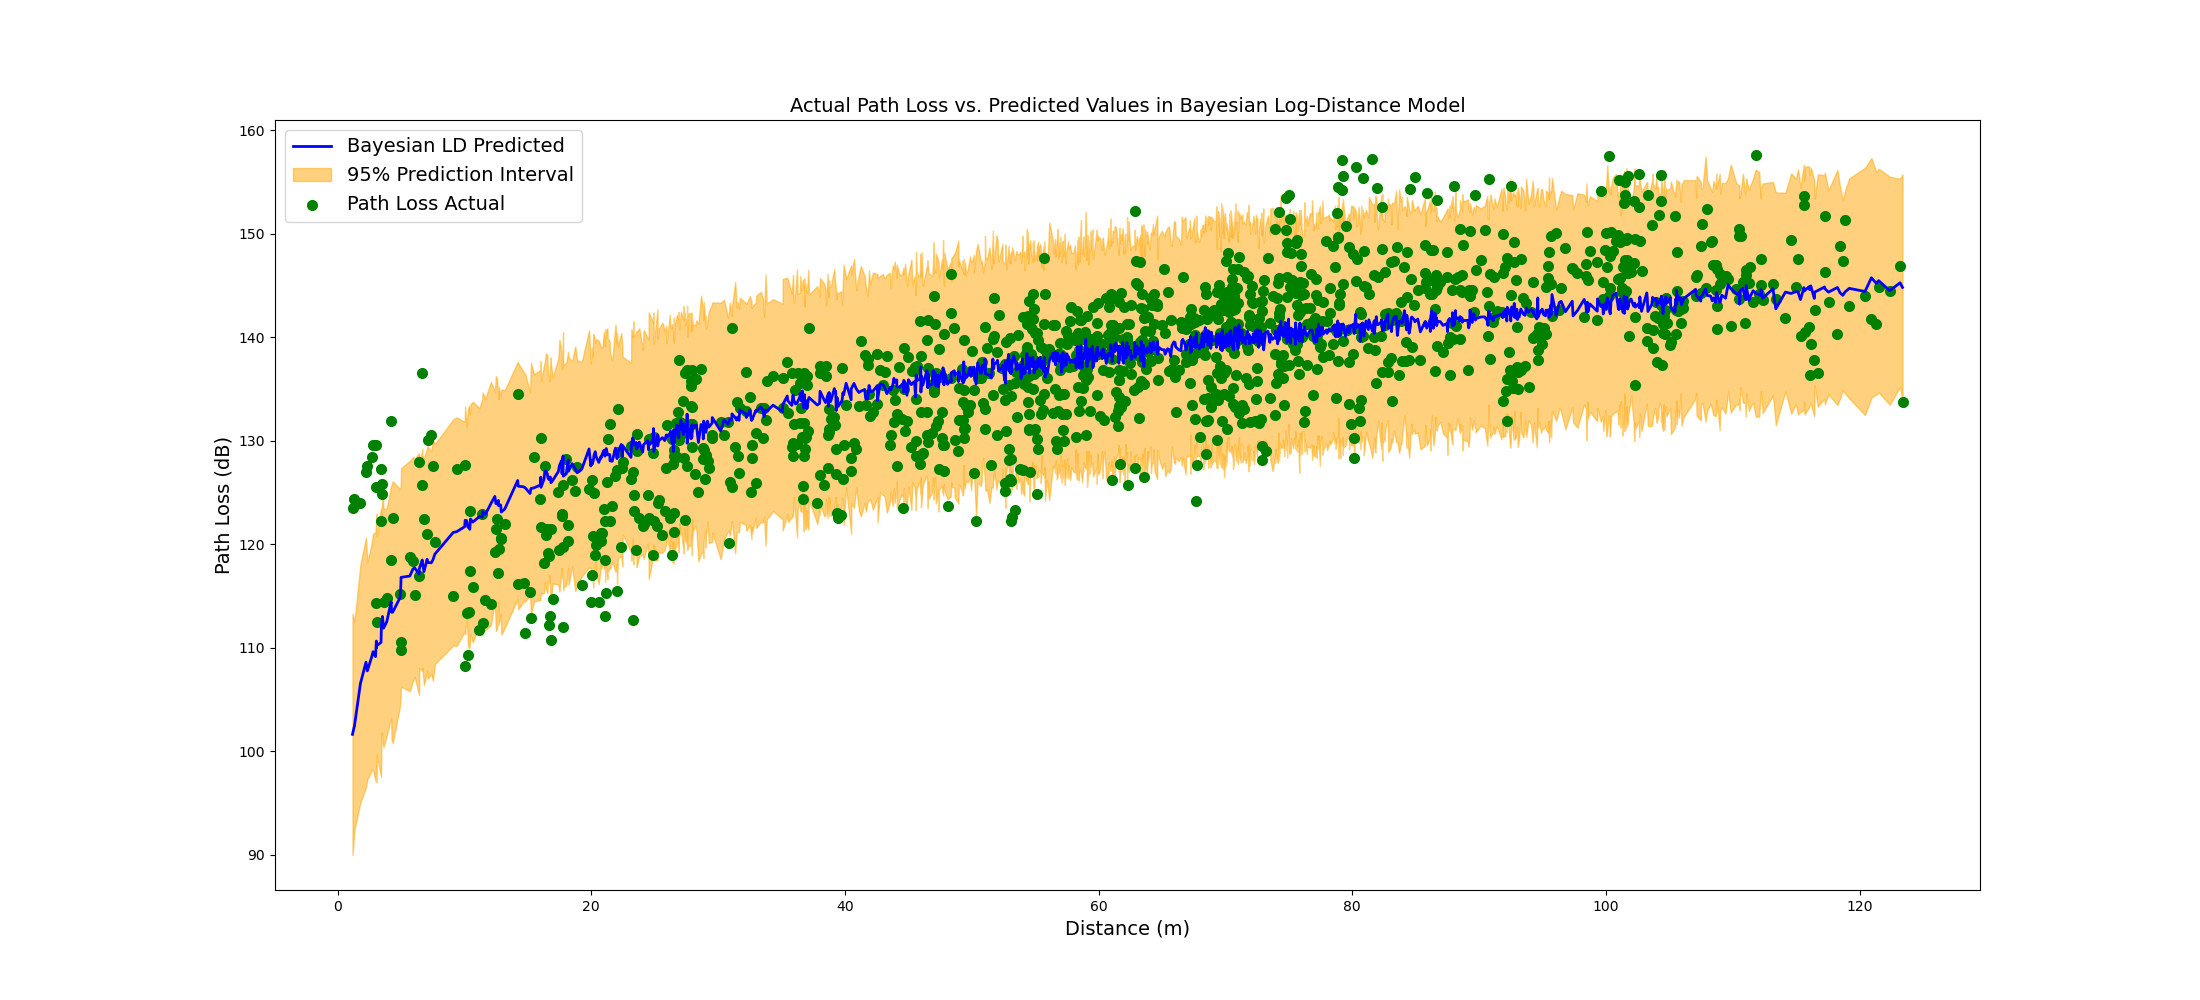 Actual Path Loss vs. Predicted Values in Bayesian Log-Distance Model
160
150
140
130
120
110
100
90
Path Loss (dB)
Bayesian LD Predicted
95% Prediction Interval
Path Loss Actual
0 20 40 60 80 100 120
Distance (m)